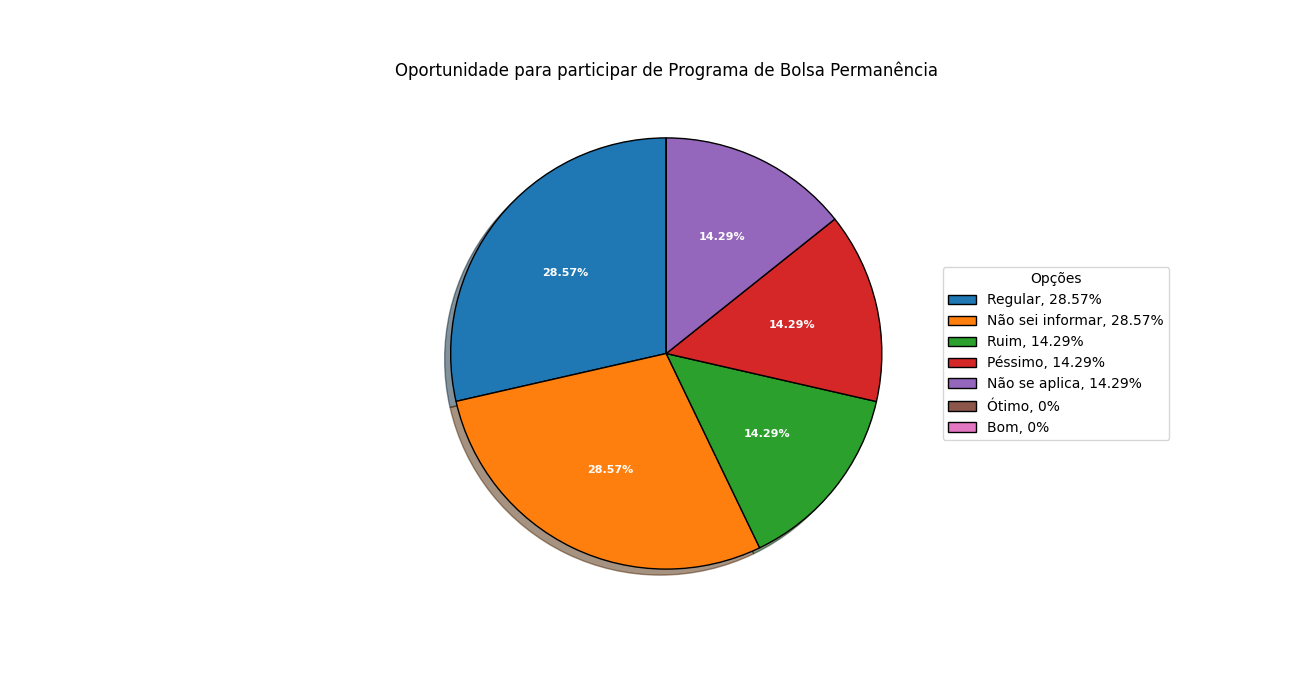 Oportunidade para participar de Programa de Bolsa Permanência
14.29%
28.57%
14.29%
14.29%
28.57%
Opções
Regular, 28.57%
Não sei informar, 28.57%
Ruim, 14.29%
Péssimo, 14.29%
Não se aplica, 14.29%
Ótimo, 0%
Bom, 0%